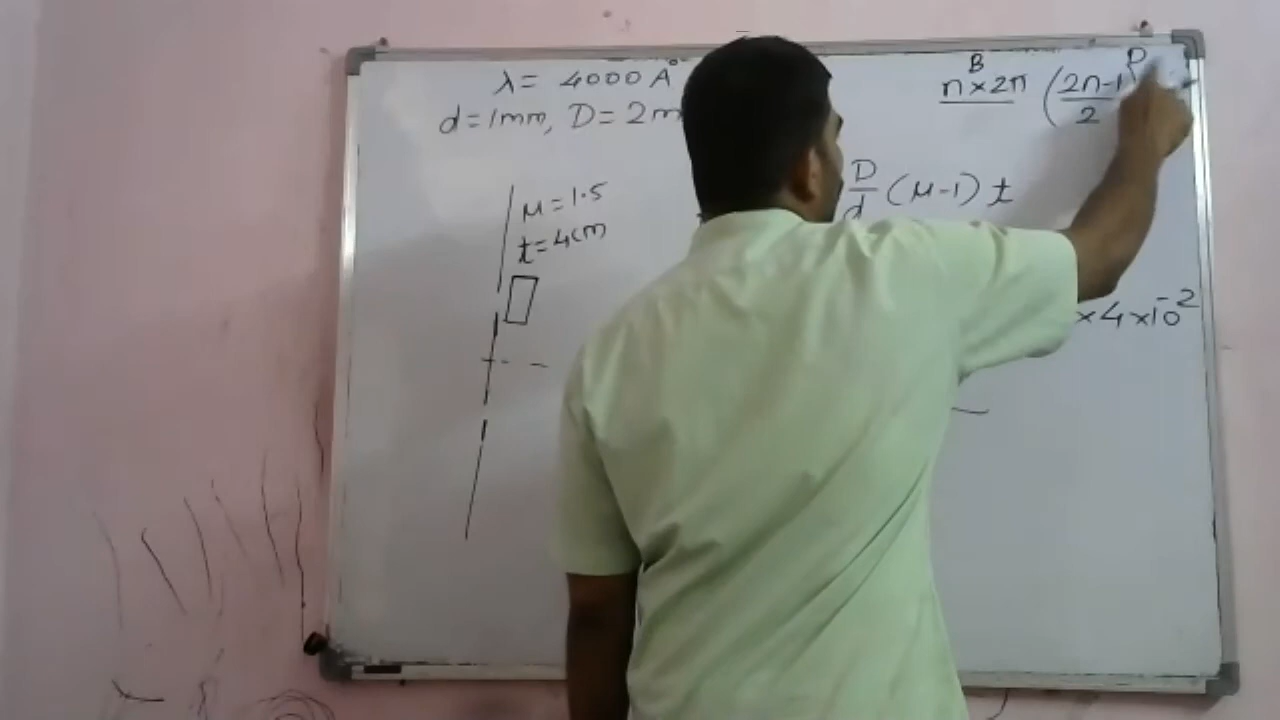 λ = 4000 A°
d = 1mm, D = 2m
B
n × 2π
D
(2n-1
2
μ = 1.5
t = 4cm
D/d (μ-1) t
× 4 × 10⁻²